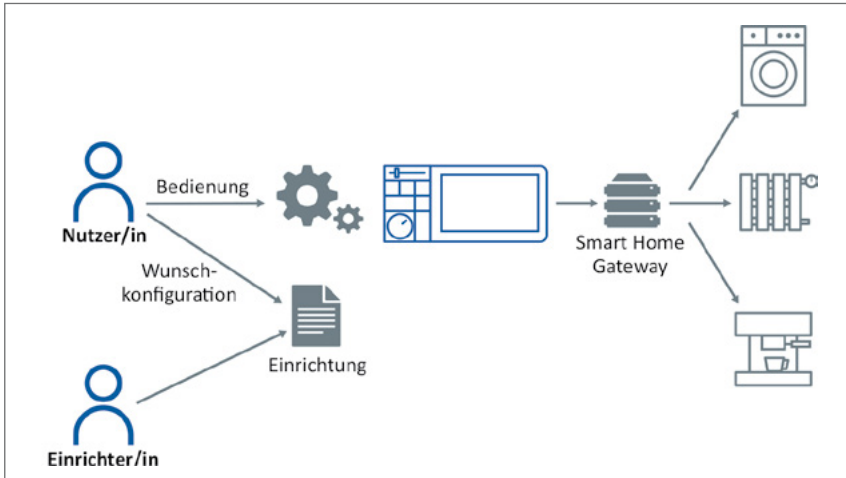 Bedienung
Nutzer/in
Wunsch-
konfiguration
Einrichtung
Einrichter/in
Smart Home
Gateway